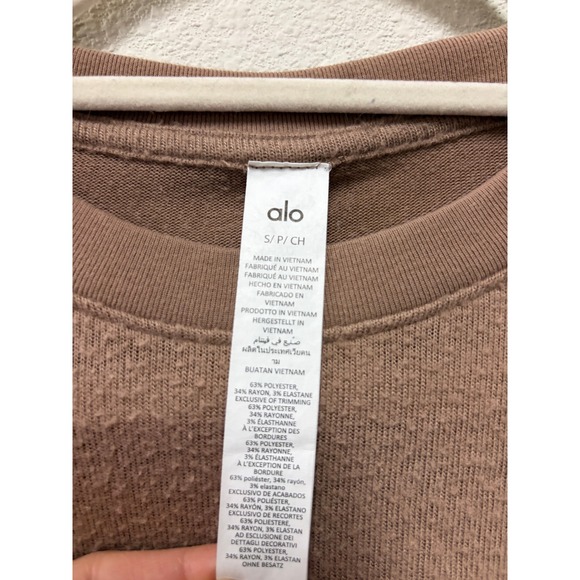 alo
S/ P/ CH
MADE IN VIETNAM
FABRIQUÉ AU VIETNAM
FABRIQUÉ AU VIETNAM
HECHO EN VIETNAM
FABRICADO EN
VIETNAM
PRODOTTO IN VIETNAM
HERGESTELLT IN
VIETNAM
صنع في فيتنام
ผลิตในประเทศเวียดน
าม
BUATAN VIETNAM
63% POLYESTER,
34% RAYON, 3% ELASTANE
EXCLUSIVE OF TRIMMING
63% POLYESTER,
34% RAYONNE,
3% ÉLASTHANNE
À L'EXCEPTION DES
BORDURES
63% POLYESTER,
34% RAYONNE,
3% ÉLASTHANNE
À L'EXCEPTION DE LA
BORDURE
63% poliéster, 34% rayón,
3% elastano
EXCLUSIVO DE ACABADOS
63% POLIÉSTER,
34% RAYON, 3% ELASTANO
EXCLUSIVO DE RECORTES
63% POLIESTERE,
34% RAYON, 3% ELASTAN
AD ESCLUSIONE DEI
DETTAGLI DECORATIVI
63% POLYESTER,
34% RAYON, 3% ELASTAN
OHNE BESATZ